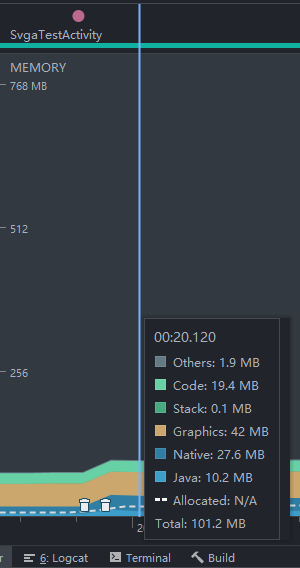 SvgaTestActivity
MEMORY
768 MB
512
256
00:20.120
Others: 1.9 MB
Code: 19.4 MB
Stack: 0.1 MB
Graphics: 42 MB
Native: 27.6 MB
Java: 10.2 MB
Allocated: N/A
Total: 101.2 MB
6: Logcat
Terminal
Build